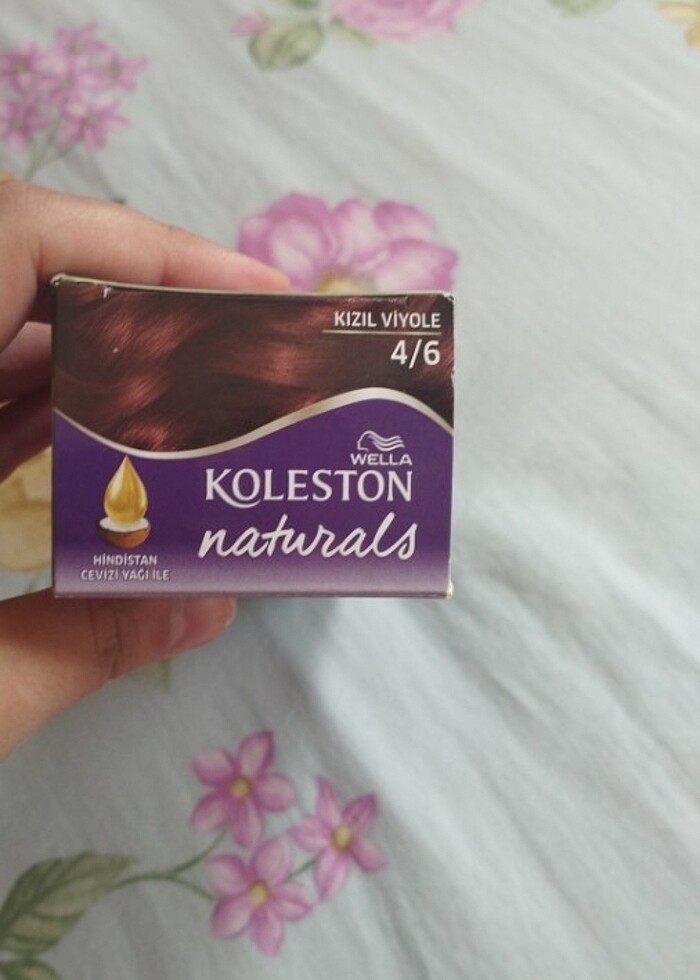 KIZIL VİYOLE
4/6
WELLA
KOLESTON
naturals
HİNDİSTAN
CEVİZİ YAĞI İLE